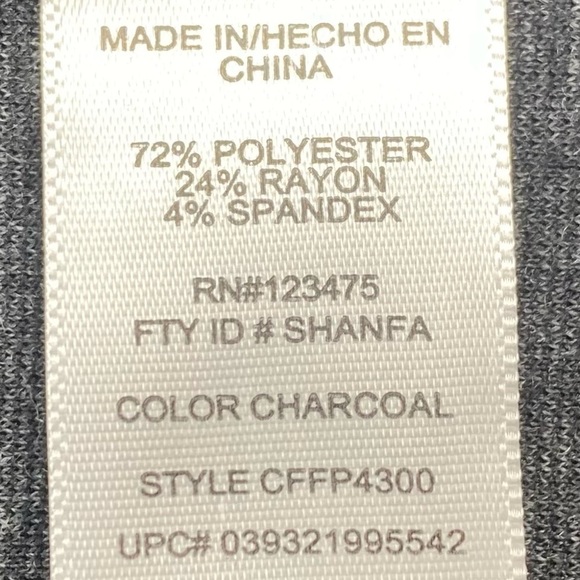 MADE IN/HECHO EN
CHINA
72% POLYESTER
24% RAYON
4% SPANDEX
RN#123475
FTY ID # SHANFA
COLOR CHARCOAL
STYLE CFFP4300
UPC# 039321995542